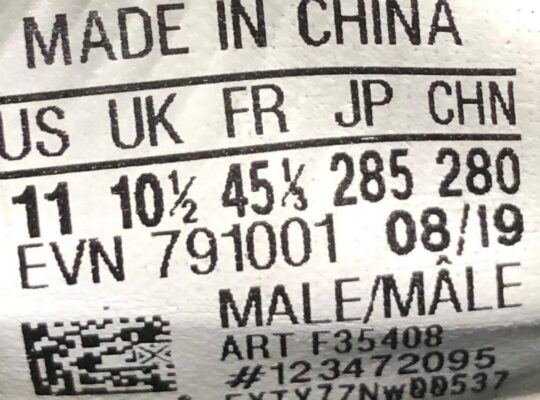 MADE IN CHINA
US UK FR JP CHN
11 10½ 45⅓ 285 280
EVN 791001 08/19
MALE/MÂLE
ART F35408
#123472095